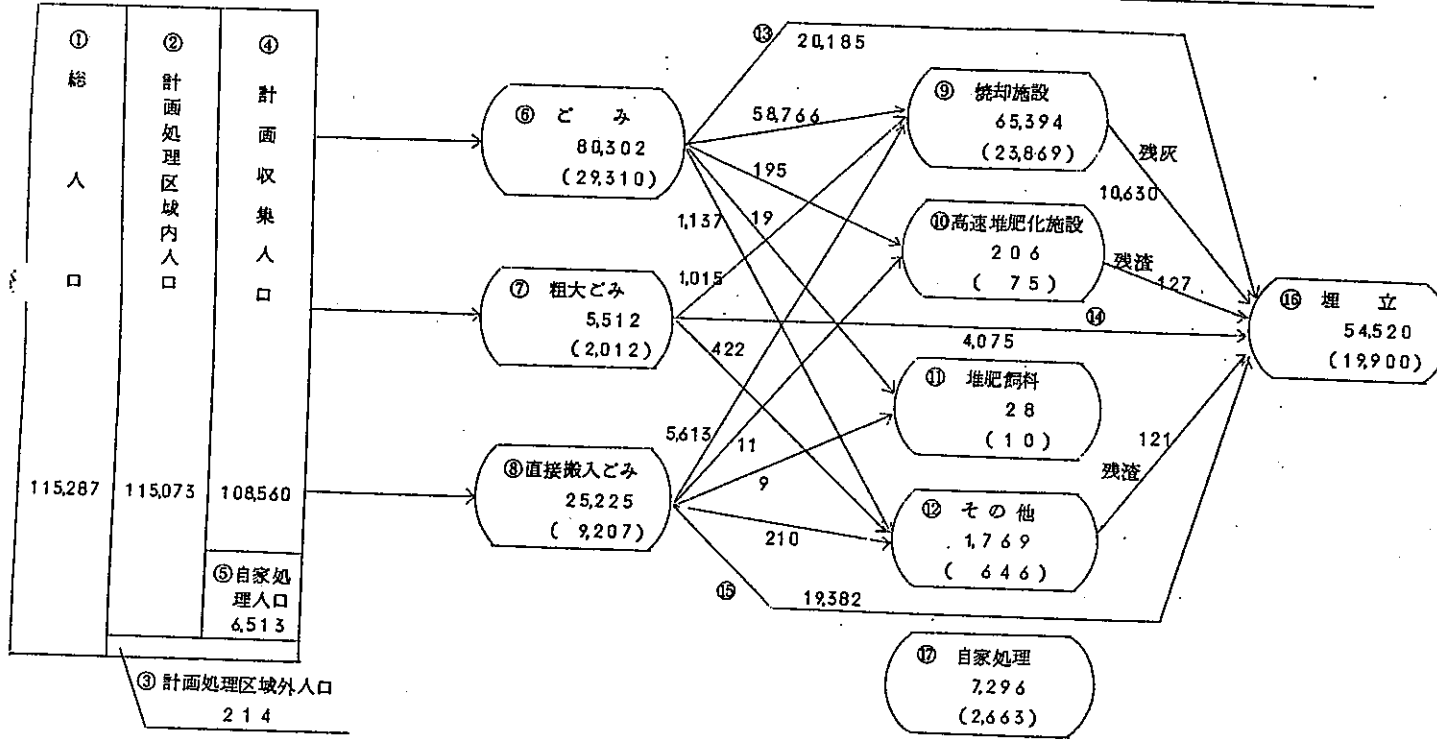 ① 総人口
115,287
② 計画処理区域内人口
115,073
④ 計画収集人口
108,560
⑤自家処
理人口
6,513
③ 計画処理区域外人口
214
⑥ ごみ
80,302
(29,310)
⑦ 粗大ごみ
5,512
(2,012)
⑧直接搬入ごみ
25,225
(9,207)
⑬
20,185
58,766
195
19
1,137
1,015
422
⑭
4,075
5,613
11
9
210
⑮
19,382
⑨ 焼却施設
65,394
(23,869)
⑩高速堆肥化施設
206
(75)
⑪ 堆肥飼料
28
(10)
⑫ その他
1,769
(646)
残灰
10,630
残渣
127
121
残渣
⑯ 埋立
54,520
(19,900)
⑰ 自家処理
7,296
(2,663)